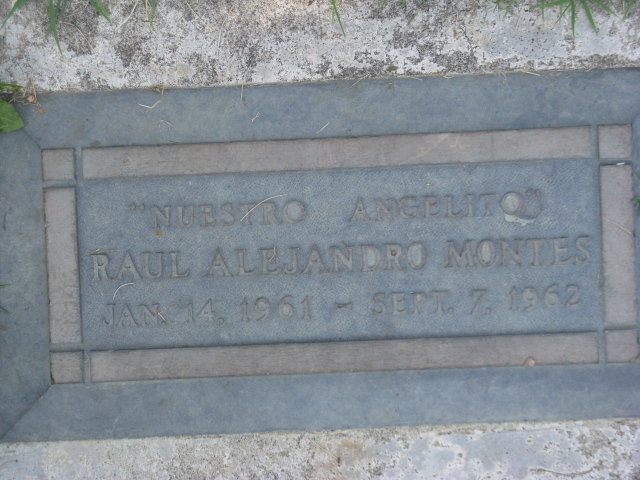 "NUESTRO ANGELITO"
RAUL ALEJANDRO MONTES
JAN. 14, 1961 - SEPT. 7, 1962